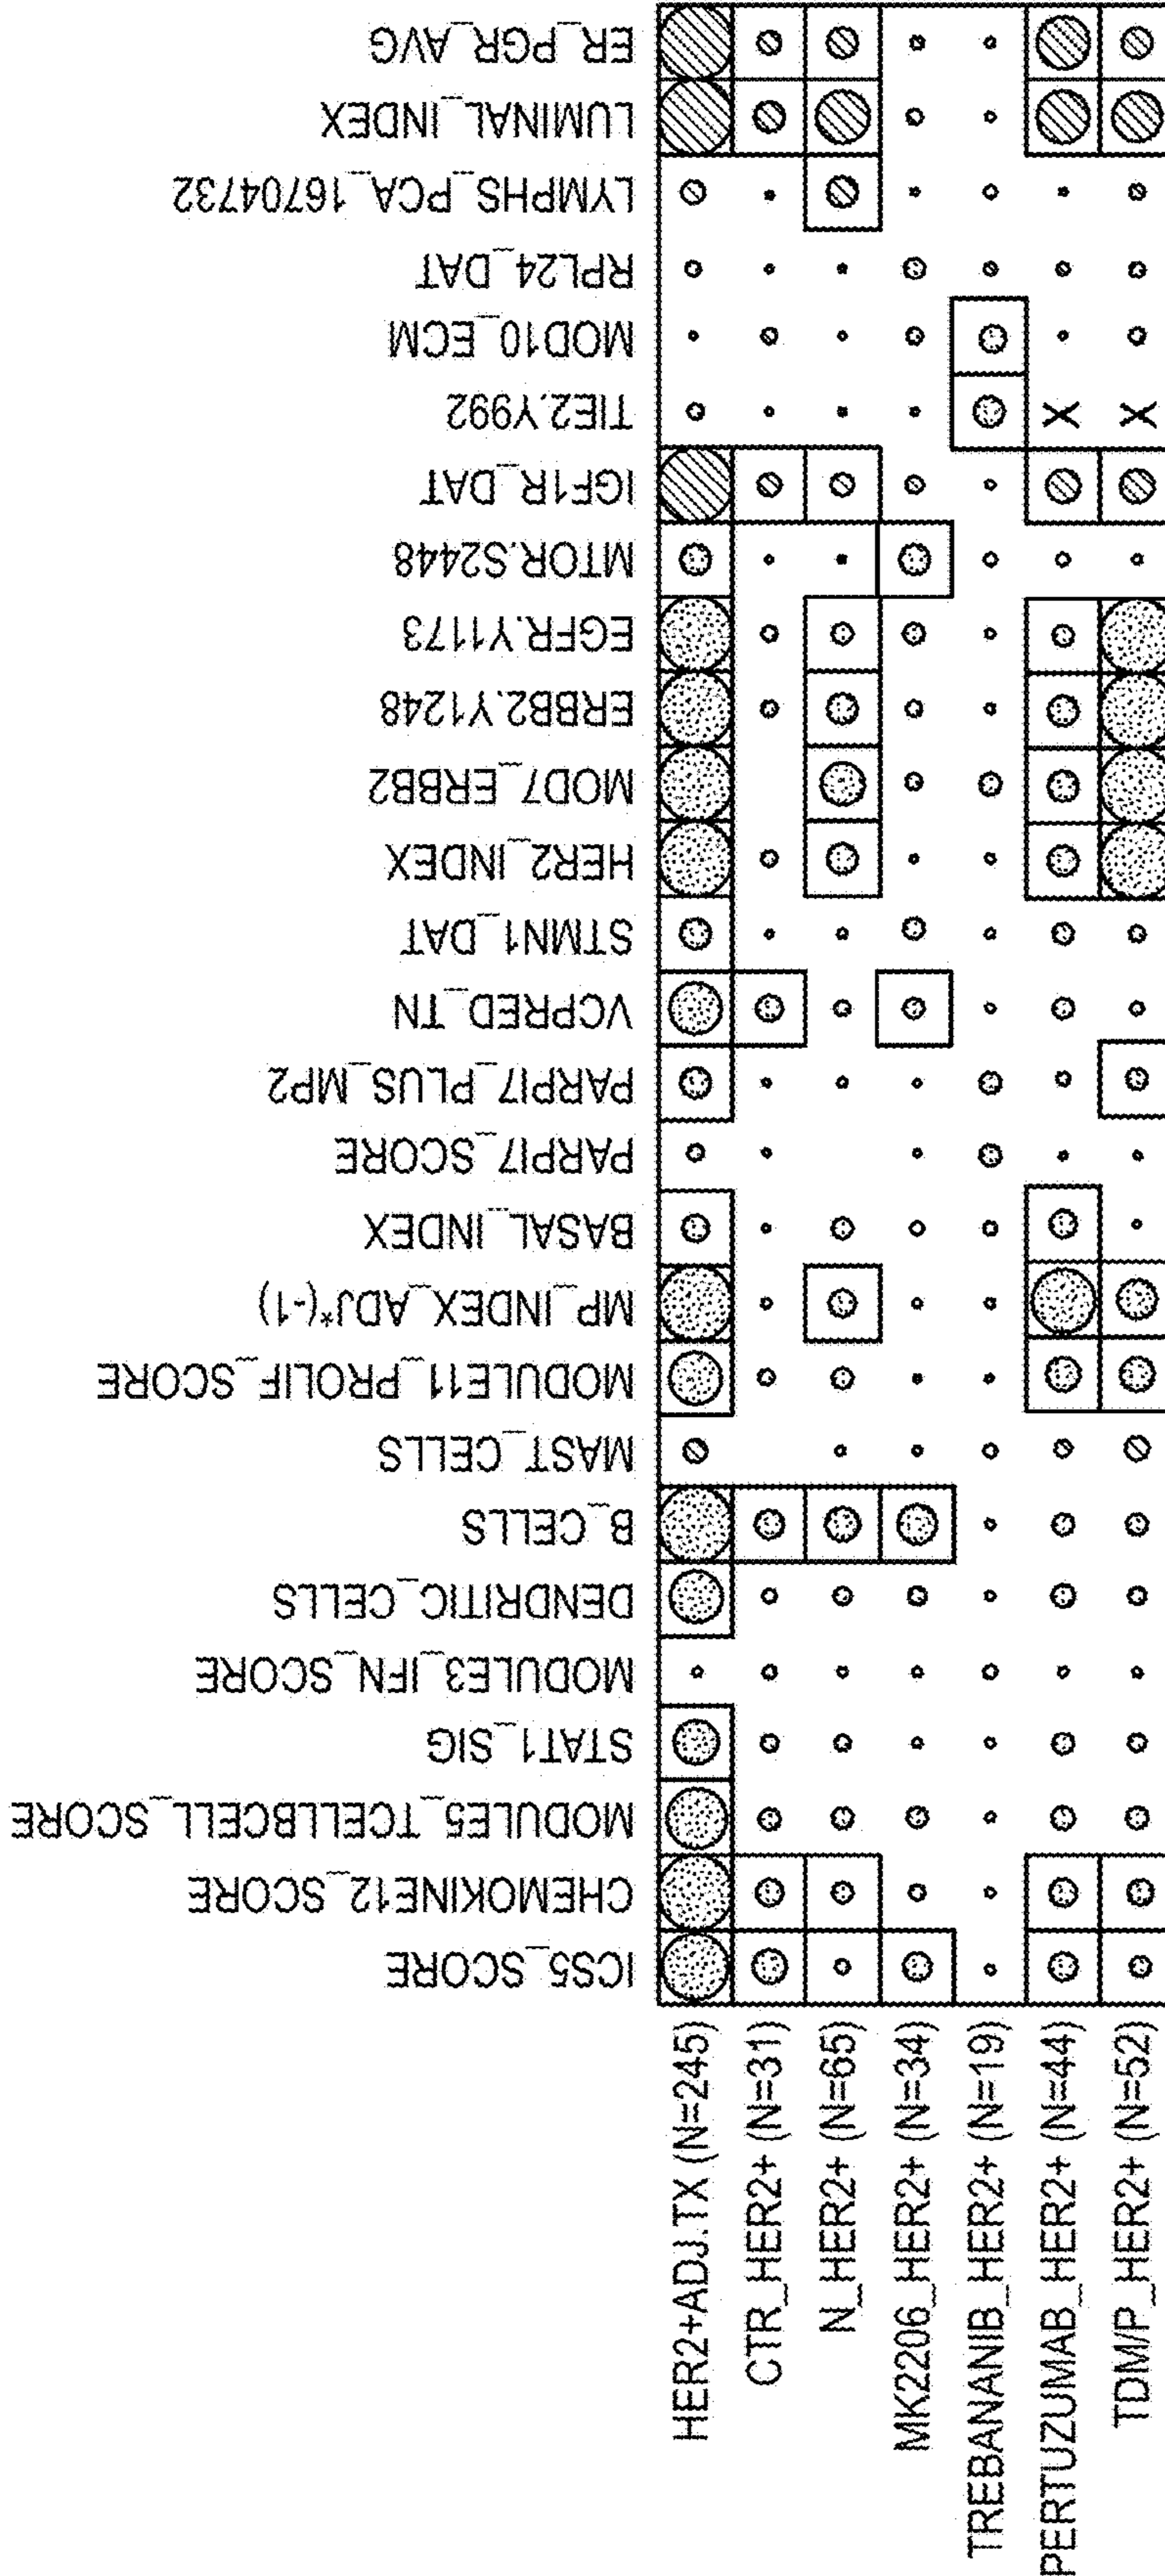 ER_PGR_AVG
LUMINAL_INDEX
LYMPHS_PCA_16704732
RPL24_DAT
MOD10_ECM
TIE2.Y992
X X
IGF1R_DAT
MTOR.S2448
EGFR.Y1173
ERBB2.Y1248
MOD7_ERBB2
HER2_INDEX
STMN1_DAT
VCPRED_TN
PARPI7_PLUS_MP2
PARPI7_SCORE
BASAL_INDEX
MP_INDEX_ADJ*(-1)
MODULE11_PROLIF_SCORE
MAST_CELLS
B_CELLS
DENDRITIC_CELLS
MODULE3_IFN_SCORE
STAT1_SIG
MODULE5_TCELLBCELL_SCORE
CHEMOKINE12_SCORE
ICS5_SCORE
HER2+ADJ.TX (N=245)
CTR_HER2+ (N=31)
N_HER2+ (N=65)
MK2206_HER2+ (N=34)
TREBANANIB_HER2+ (N=19)
PERTUZUMAB_HER2+ (N=44)
TDM/P_HER2+ (N=52)